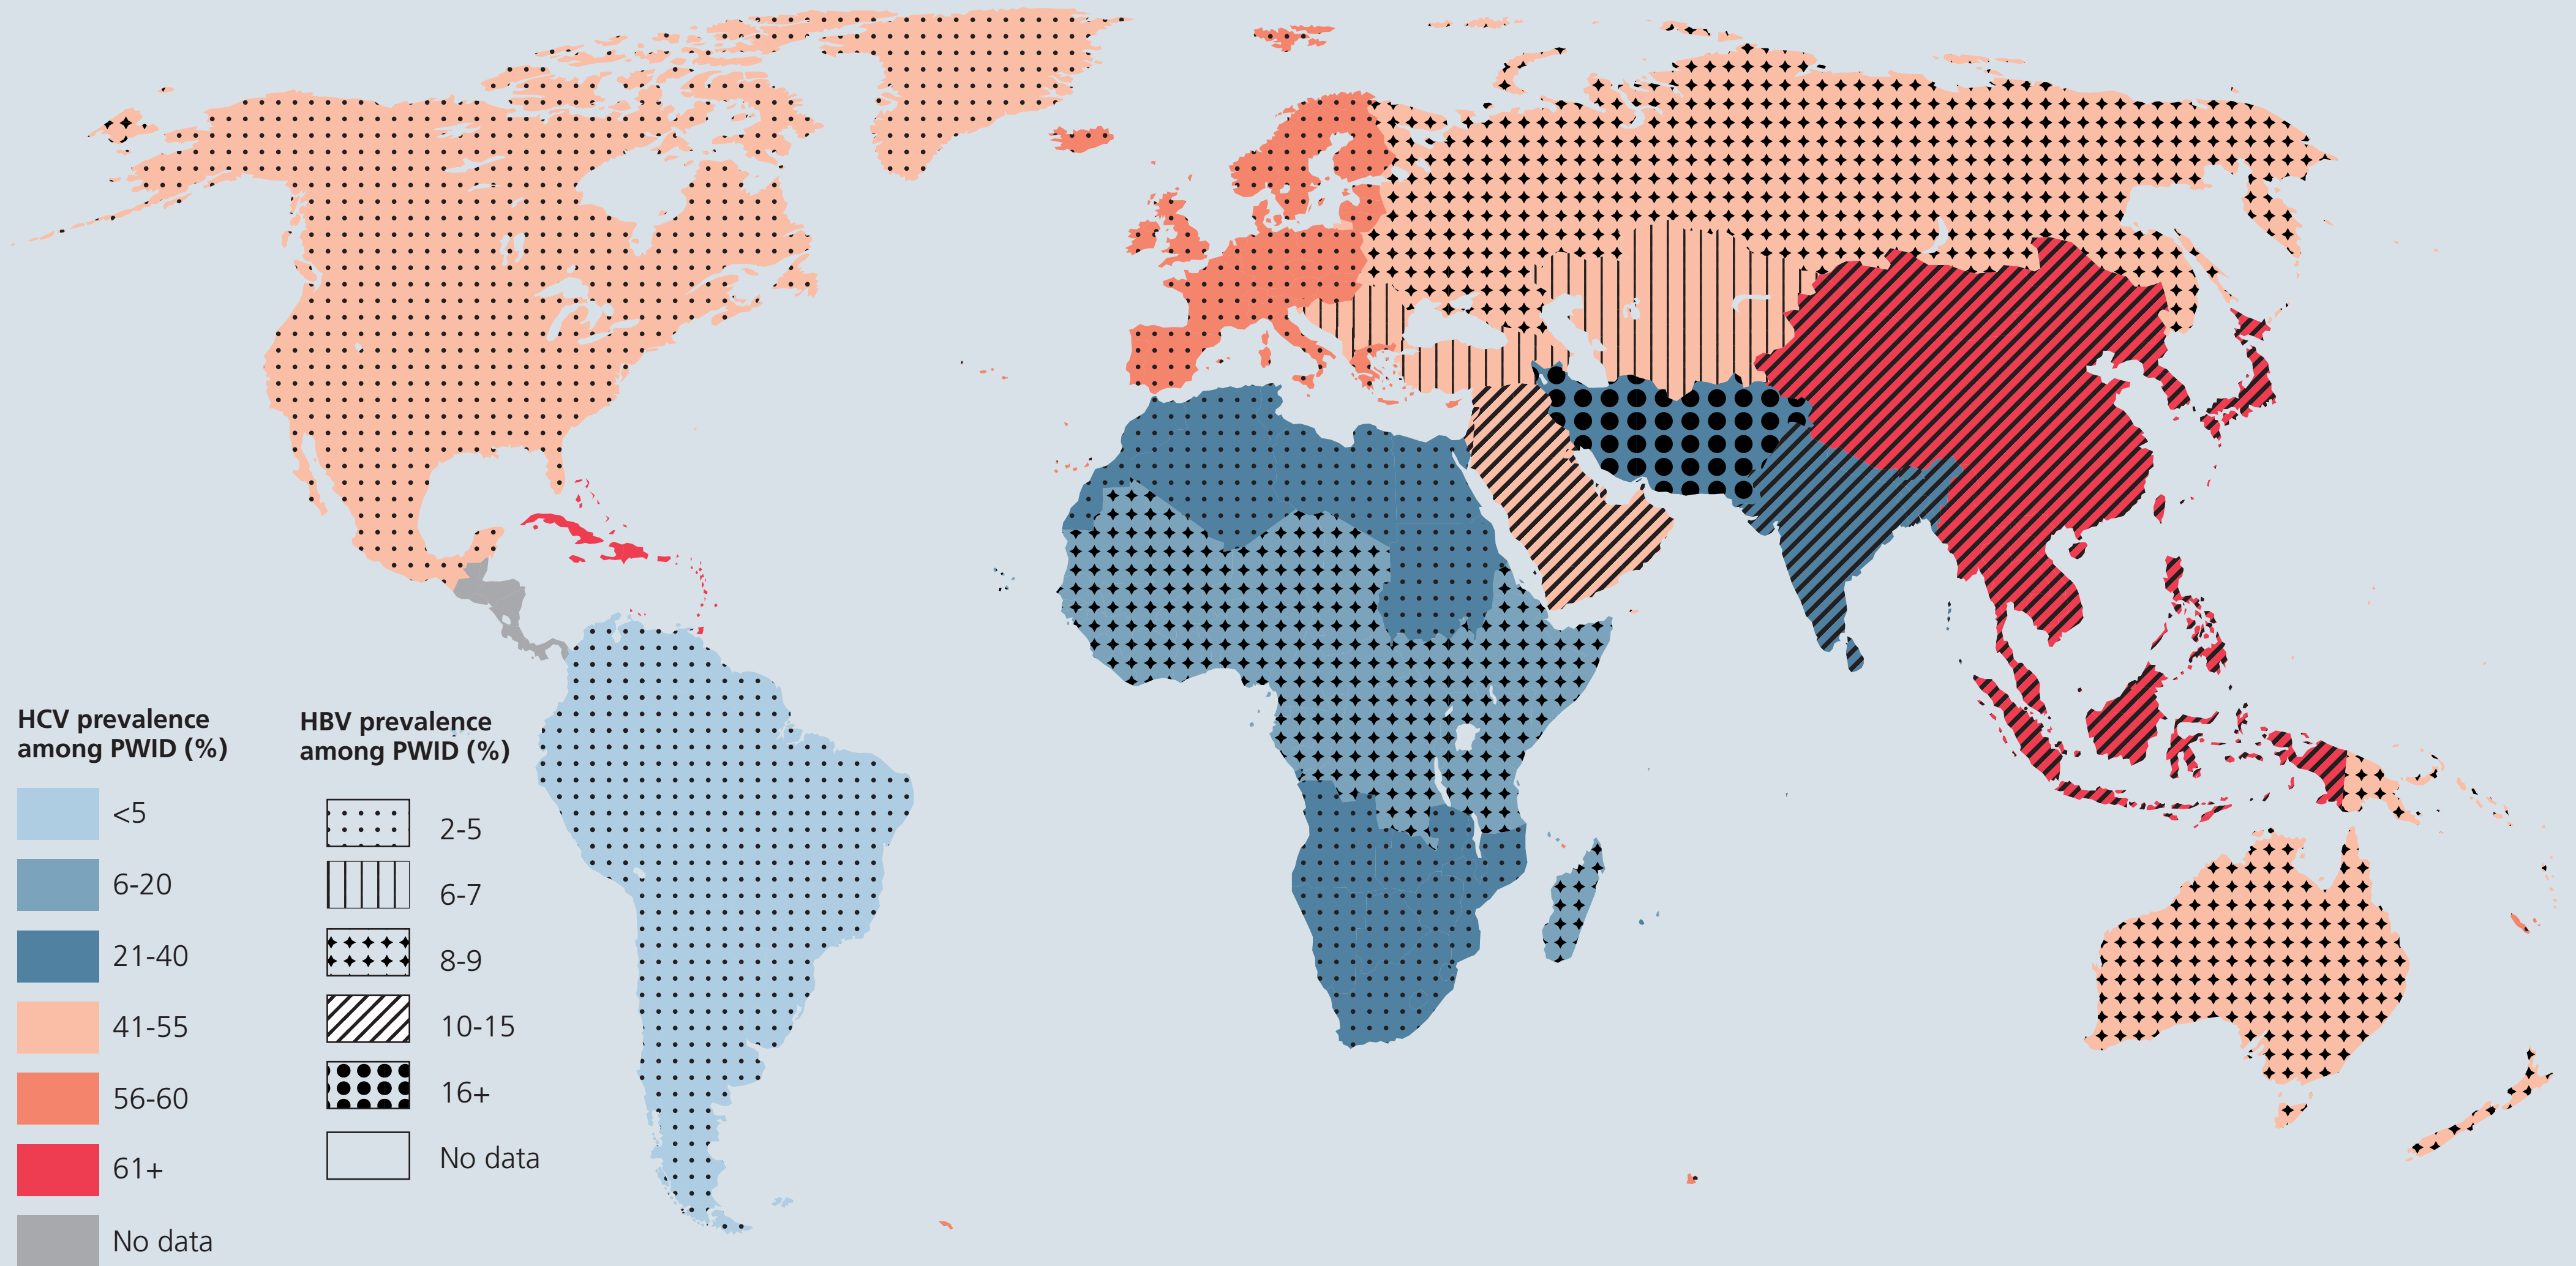 HCV prevalence
among PWID (%)
<5
6-20
21-40
41-55
56-60
61+
No data
HBV prevalence
among PWID (%)
2-5
6-7
8-9
10-15
16+
No data